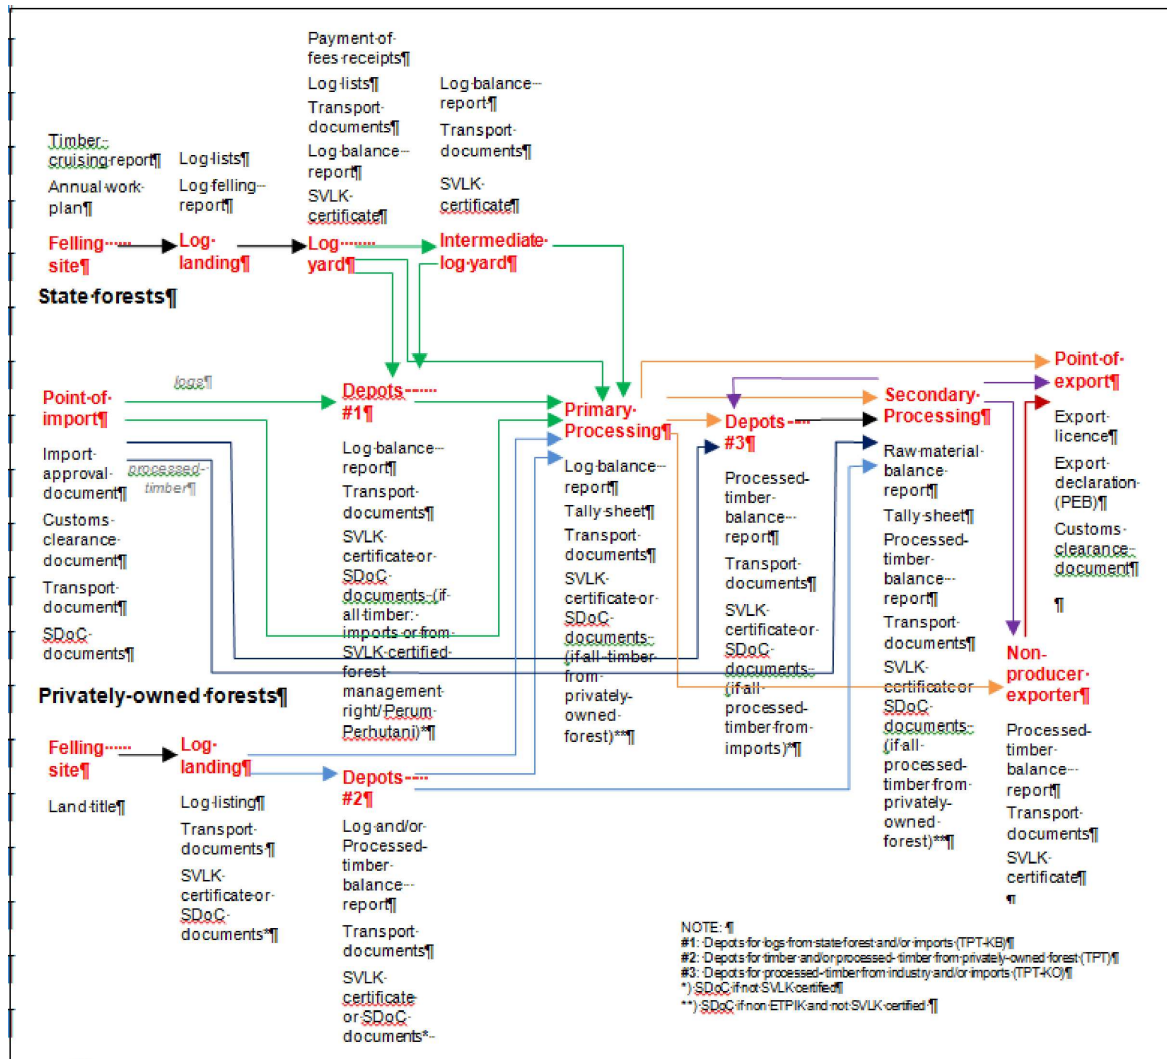 Payment of
fees receipts¶
Log lists¶
Transport
documents¶
Log balance
report¶
SVLK
certificate¶
Log balance
report¶
Transport
documents¶
SVLK
certificate¶
Timber
cruising report¶
Annual work
plan¶
Log lists¶
Log felling
report¶
Felling
site¶
Log
landing¶
Log
yard¶
Intermediate
log yard¶
State forests¶
logs¶
Point of
import¶
Import
approval
document¶
processed
timber¶
Customs
clearance
document¶
Transport
document¶
SDoC
documents¶
Depots
#1¶
Log balance
report¶
Transport
documents¶
SVLK
certificate or
SDoC
documents (if
all timber:
imports or from
SVLK certified
forest
management
right/ Perum
Perhutani)*¶
Primary
Processing¶
Log balance
report¶
Tally sheet¶
Transport
documents¶
SVLK
certificate or
SDoC
documents
(if all timber
from
privately-
owned
forest)**¶
Depots
#3¶
Processed-
timber
balance
report¶
Transport
documents¶
SVLK
certificate or
SDoC
documents
(if all
processed-
timber from
imports)*¶
Secondary
Processing¶
Raw material
balance
report¶
Tally sheet¶
Processed
timber
balance
report¶
Transport
documents¶
SVLK
certificate or
SDoC
documents
(if all
processed
timber from
privately-
owned
forest)**¶
Point of
export¶
Export
licence¶
Export
declaration
(PEB)¶
Customs
clearance
document¶
¶
Non-
producer
exporter¶
Processed-
timber
balance
report¶
Transport
documents¶
SVLK
certificate¶
¶
Privately-owned forests¶
Felling
site¶
Land title¶
Log
landing¶
Log listing¶
Transport
documents¶
SVLK
certificate or
SDoC
documents*¶
Depots
#2¶
Log and/or
Processed-
timber
balance
report¶
Transport
documents¶
SVLK
certificate
or SDoC
documents*
NOTE: ¶
#1: Depots for logs from state forest and/or imports (TPT-KB)¶
#2: Depots for timber and/or processed timber from privately-owned forest (TPT)¶
#3: Depots for processed-timber from industry and/or imports (TPT-KO)¶
*) SDoC if not SVLK certified¶
**) SDoC if non ETPIK and not SVLK certified ¶